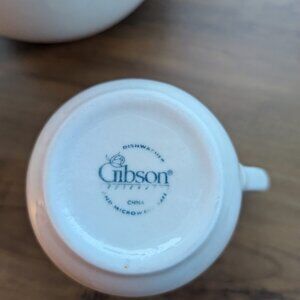 DISHWASHER
Gibson®
CHINA
AND MICROWAVE SAFE